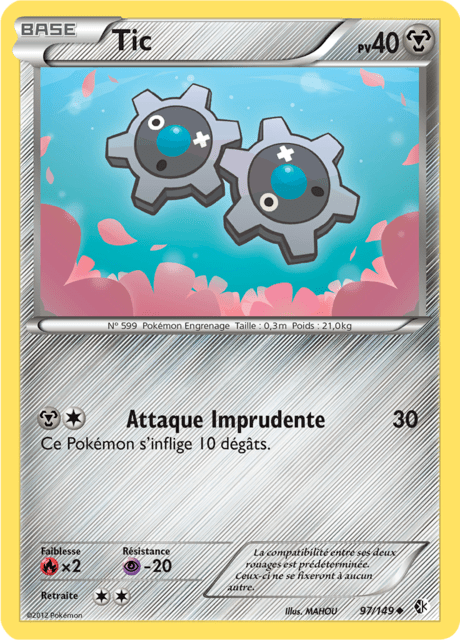 BASE Tic PV40
N° 599 Pokémon Engrenage Taille : 0,3m Poids : 21,0kg
Attaque Imprudente 30
Ce Pokémon s’inflige 10 dégâts.
Faiblesse Résistance
×2 -20
Retraite
La compatibilité entre ses deux
rouages est prédéterminée.
Ceux-ci ne se fixeront à aucun
autre.
©2012 Pokémon Illus. MAHOU 97/149